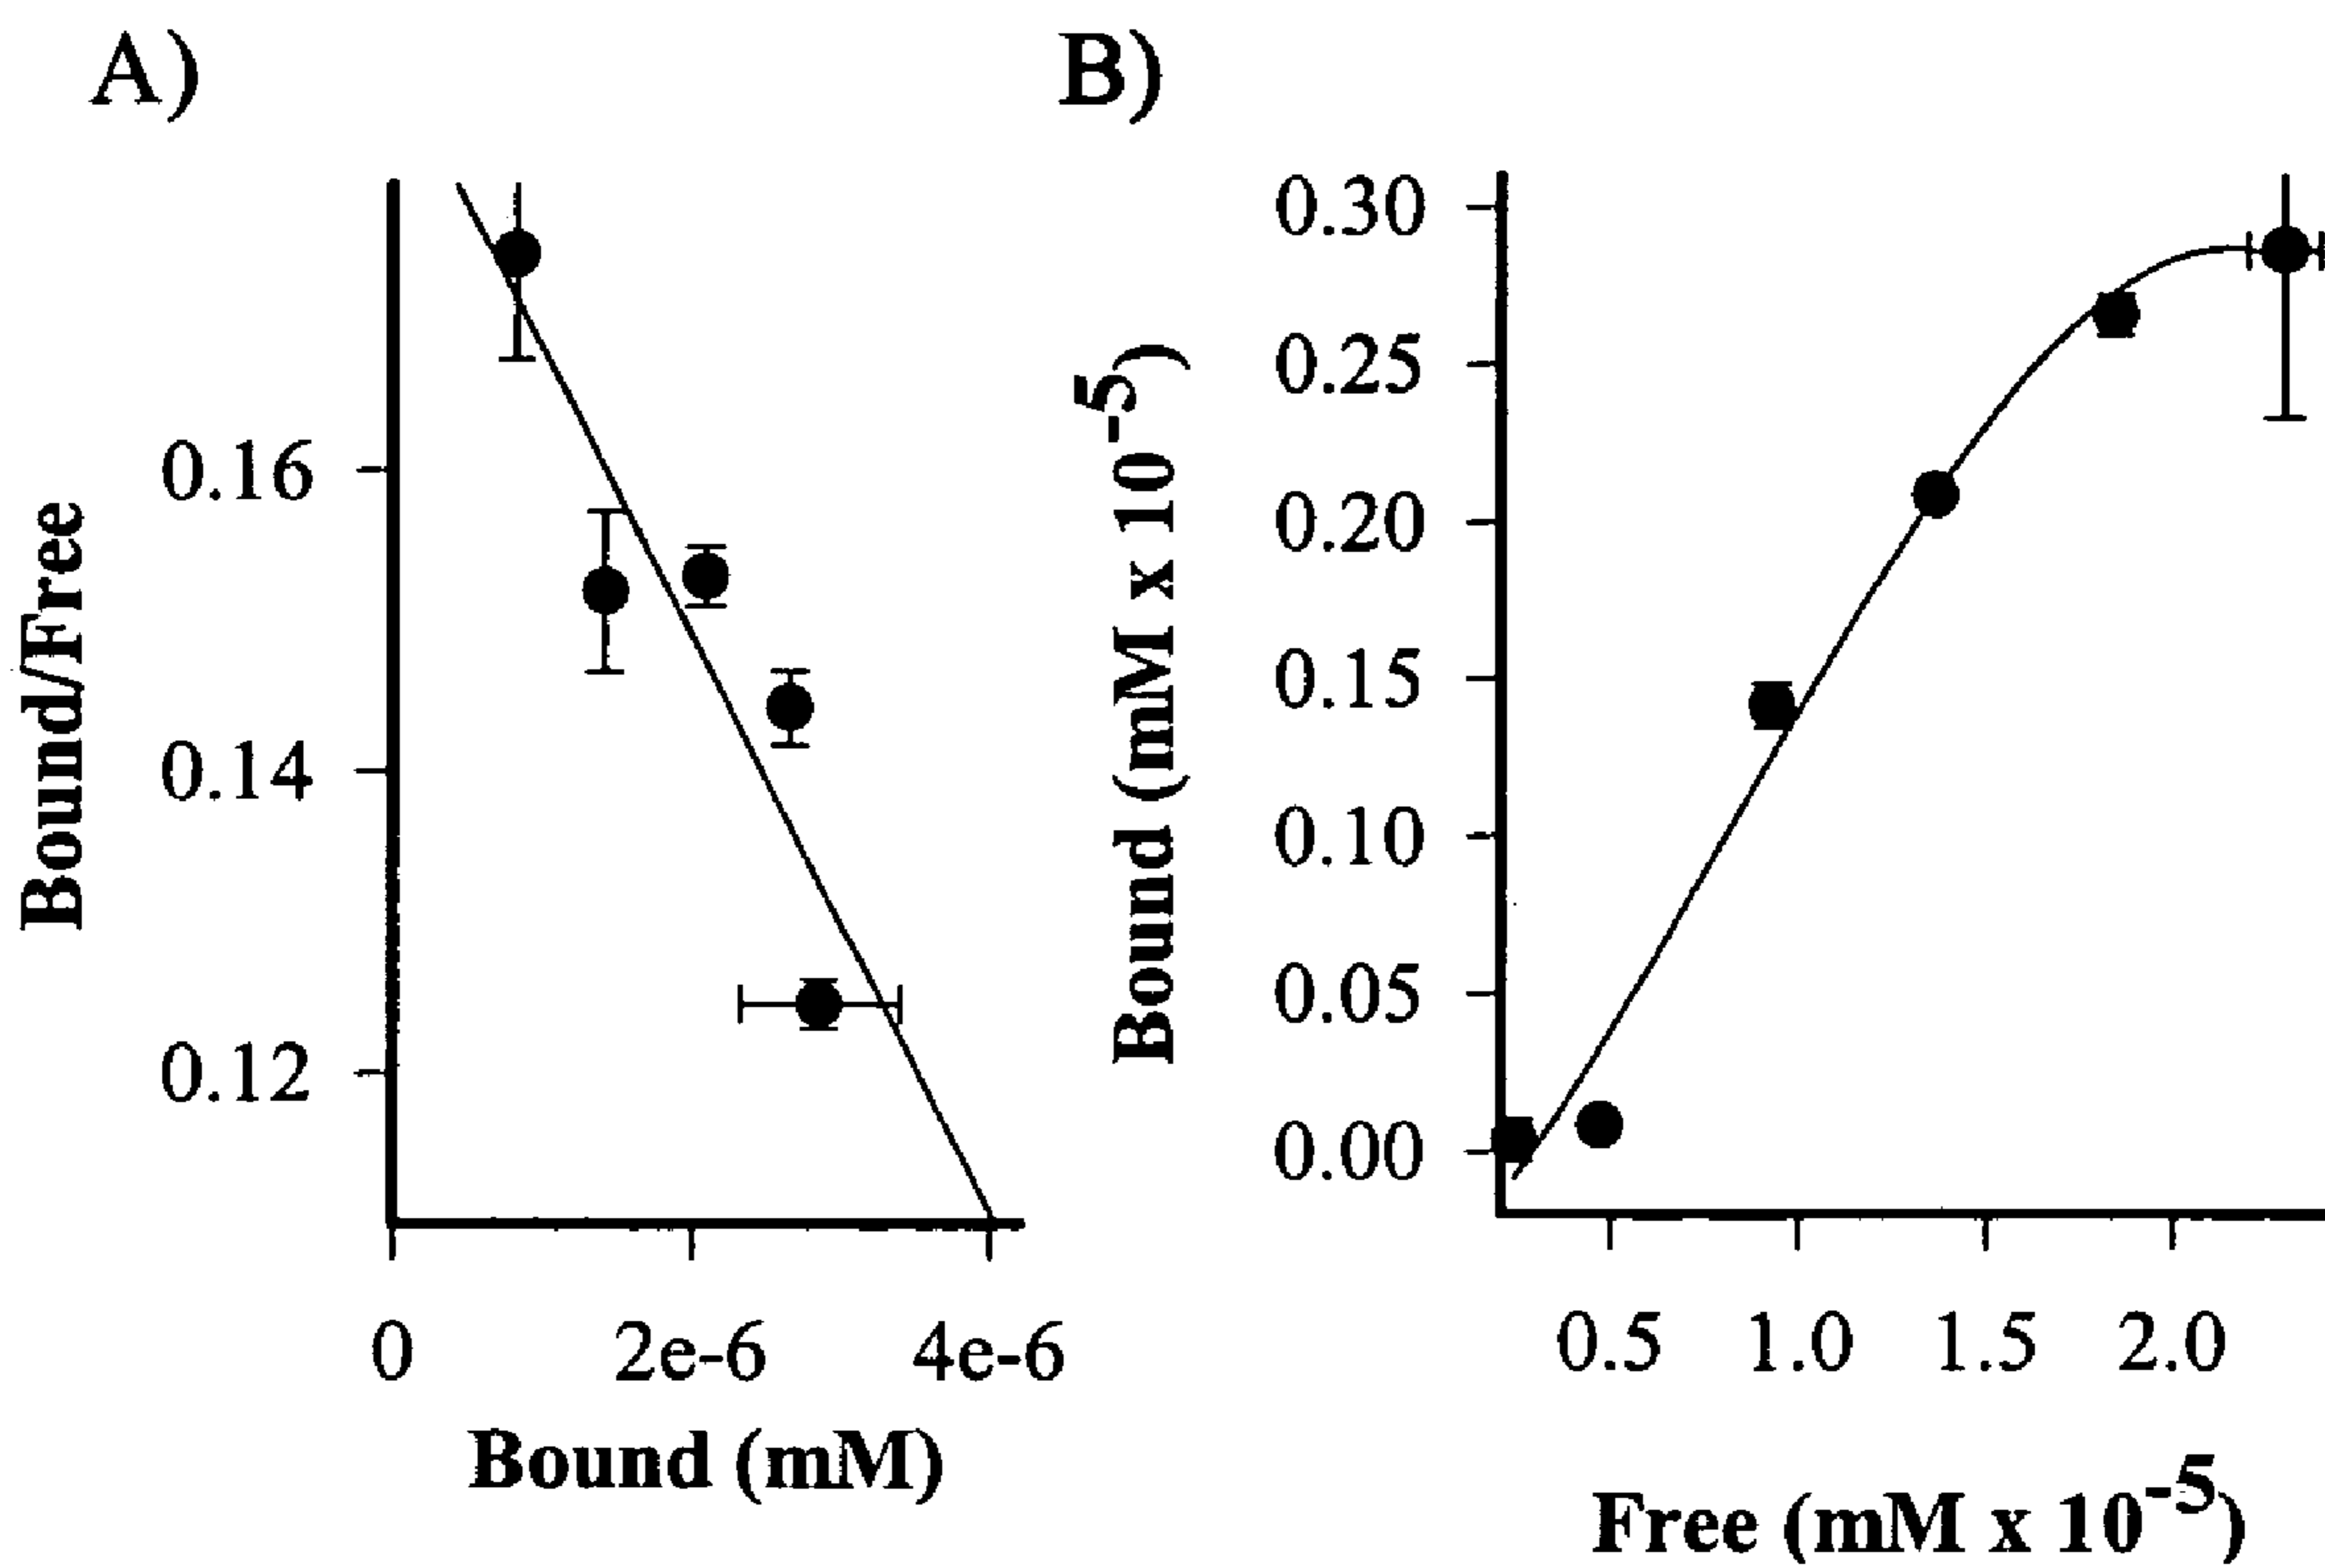 A)
Bound/Free
0.16
0.14
0.12
0
2e-6
4e-6
Bound (mM)
B)
Bound (mM x 10-5)
0.30
0.25
0.20
0.15
0.10
0.05
0.00
0.5
1.0
1.5
2.0
Free (mM x 10-5)